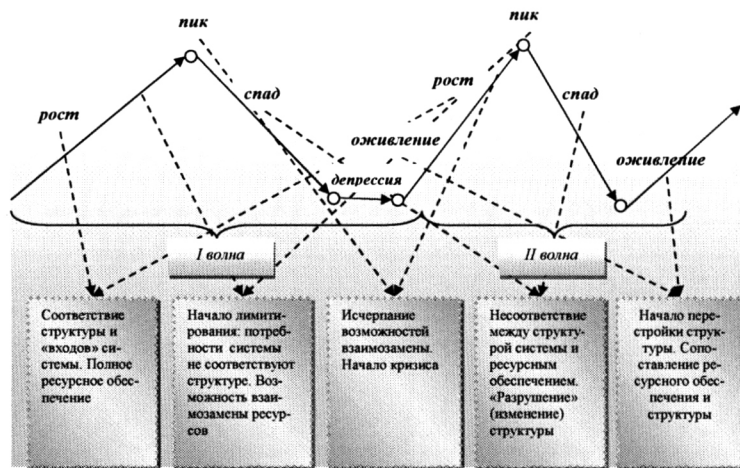 пик
пик
рост
спад
рост
спад
оживление
депрессия
оживление
I волна
II волна
Соответствие
структуры и
«входов» си-
стемы. Полное
ресурсное обес-
печение
Начало лимити-
рования: потреб-
ности системы
не соответствуют
структуре. Воз-
можность взаи-
мозамены ресур-
сов
Исчерпание
возможностей
взаимозамены.
Начало кризиса
Несоответствие
между структу-
рой системы и
ресурсным
обеспечением.
«Разрушение»
(изменение)
структуры
Начало пере-
стройки струк-
туры. Сопо-
ставление ре-
сурсного обес-
печения и
структуры